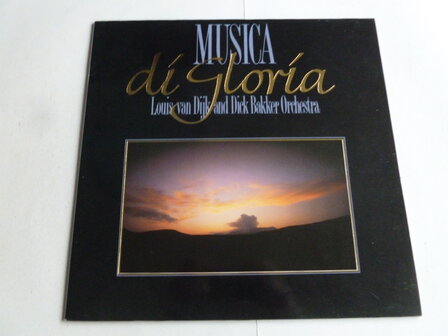 MUSICA
di Gloria
Louis van Dijk and Dick Bakker Orchestra